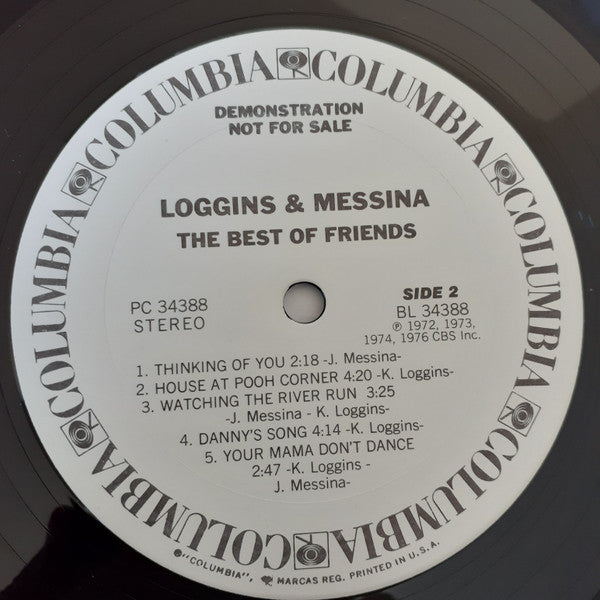 COLUMBIA COLUMBIA COLUMBIA COLUMBIA COLUMBIA COLUMBIA COLUMBIA COLUMBIA
DEMONSTRATION
NOT FOR SALE
LOGGINS & MESSINA
THE BEST OF FRIENDS
PC 34388
STEREO
SIDE 2
BL 34388
℗ 1972, 1973,
1974, 1976 CBS Inc.
1. THINKING OF YOU 2:18 -J. Messina-
2. HOUSE AT POOH CORNER 4:20 -K. Loggins-
3. WATCHING THE RIVER RUN 3:25
-J. Messina - K. Loggins-
4. DANNY'S SONG 4:14 -K. Loggins-
5. YOUR MAMA DON'T DANCE
2:47 -K. Loggins -
J. Messina-
"COLUMBIA", MARCAS REG. PRINTED IN U.S.A.